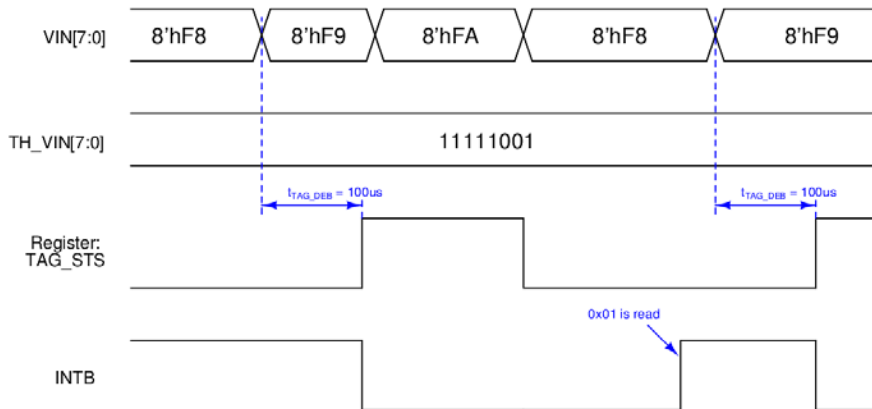 VIN[7:0] 8'hF8 8'hF9 8'hFA 8'hF8 8'hF9
TH_VIN[7:0] 11111001
tTAG_DEB = 100us tTAG_DEB = 100us
Register:
TAG_STS
0x01 is read
INTB